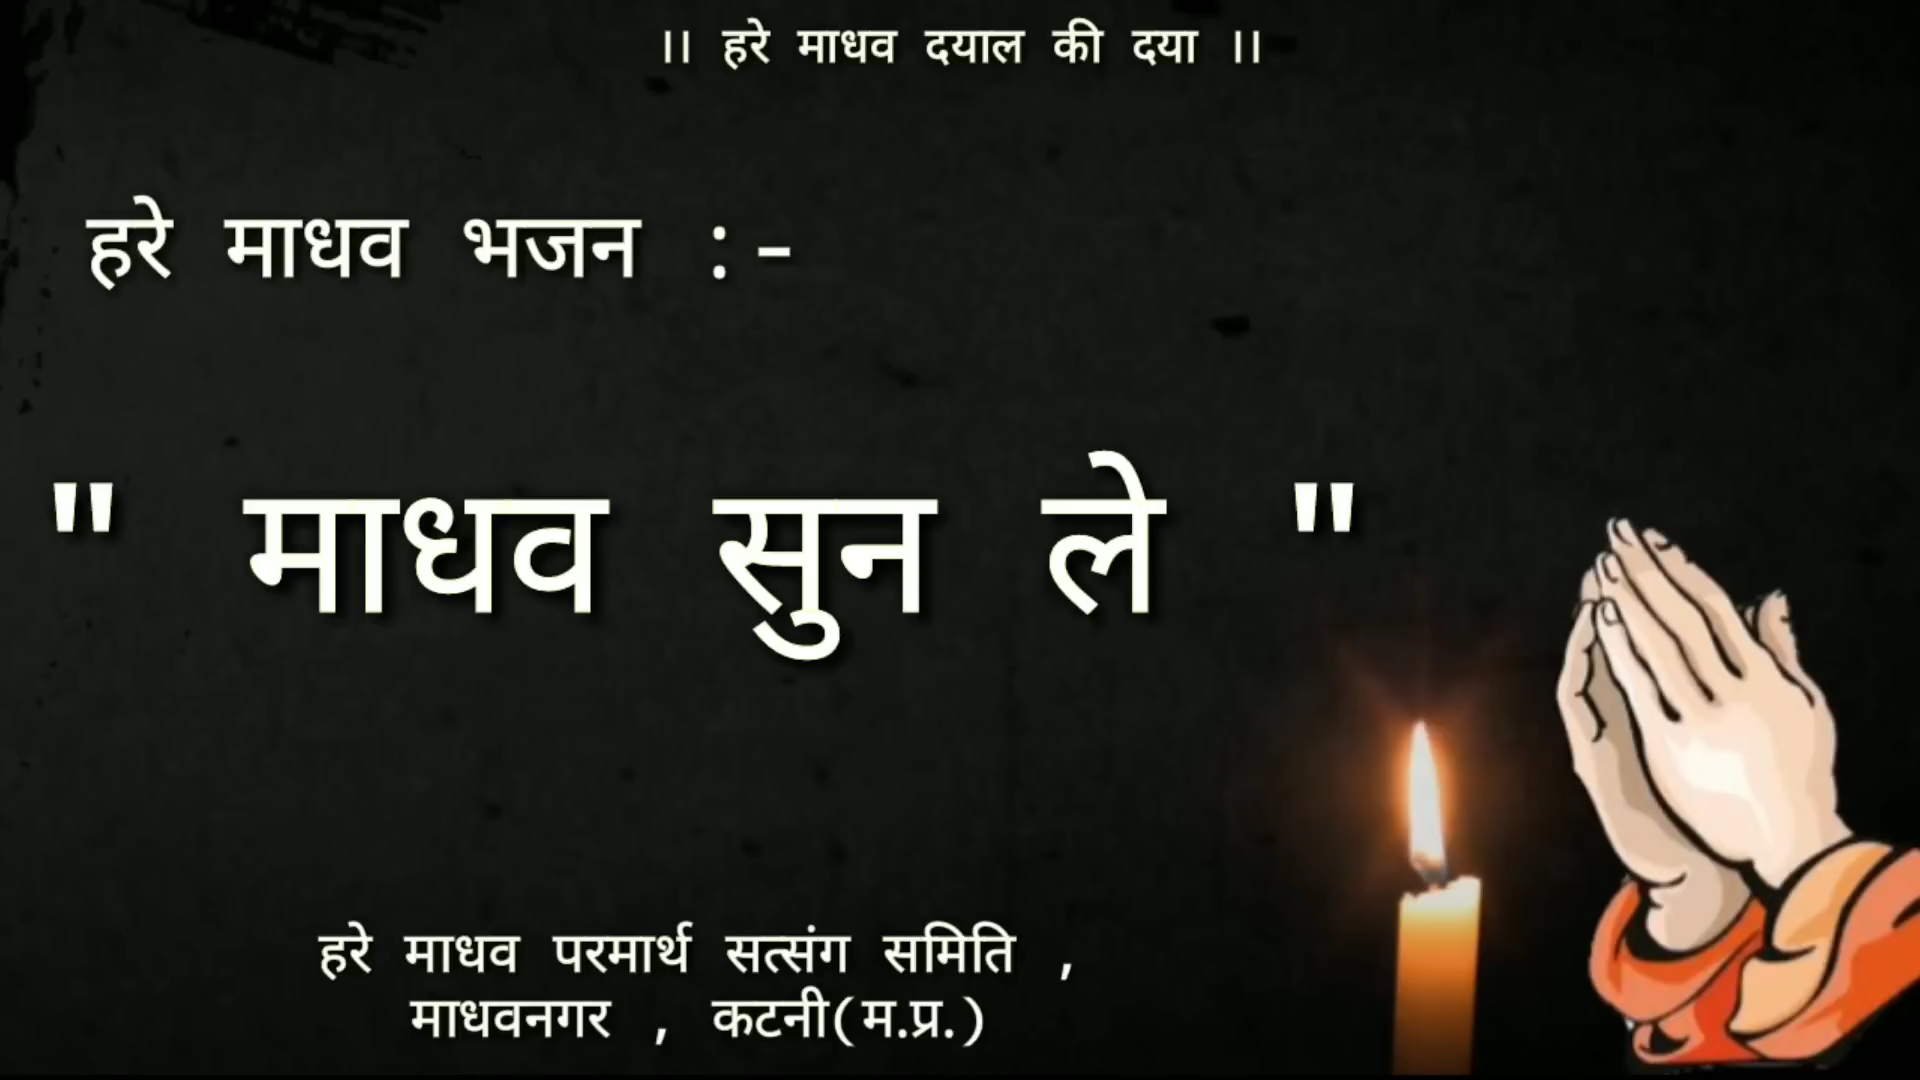 ।। हरे माधव दयाल की दया ।।
हरे माधव भजन :-
" माधव सुन ले "
हरे माधव परमार्थ सत्संग समिति ,
माधवनगर , कटनी(म.प्र.)